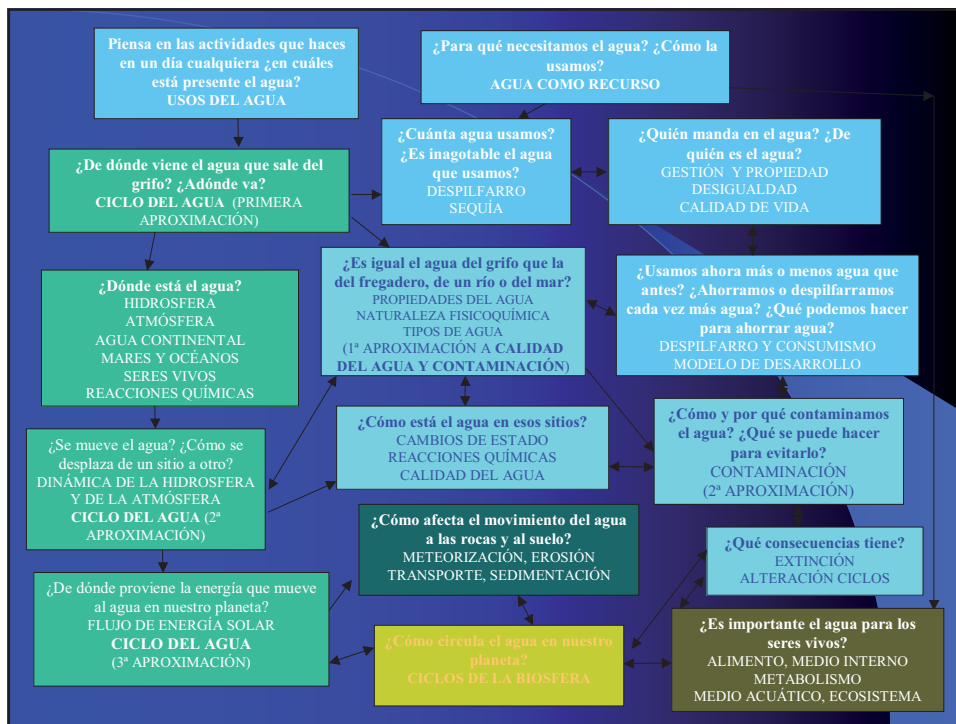 Piensa en las actividades que haces
en un día cualquiera ¿en cuáles
está presente el agua?
USOS DEL AGUA
¿Para qué necesitamos el agua? ¿Cómo la
usamos?
AGUA COMO RECURSO
¿De dónde viene el agua que sale del
grifo? ¿Adónde va?
CICLO DEL AGUA (PRIMERA
APROXIMACIÓN)
¿Cuánta agua usamos?
¿Es inagotable el agua
que usamos?
DESPILFARRO
SEQUÍA
¿Quién manda en el agua? ¿De
quién es el agua?
GESTIÓN Y PROPIEDAD
DESIGUALDAD
CALIDAD DE VIDA
¿Dónde está el agua?
HIDROSFERA
ATMÓSFERA
AGUA CONTINENTAL
MARES Y OCÉANOS
SERES VIVOS
REACCIONES QUÍMICAS
¿Es igual el agua del grifo que la
del fregadero, de un río o del mar?
PROPIEDADES DEL AGUA
NATURALEZA FISICOQUÍMICA
TIPOS DE AGUA
(1ª APROXIMACIÓN A CALIDAD
DEL AGUA Y CONTAMINACIÓN)
¿Usamos ahora más o menos agua que
antes? ¿Ahorramos o despilfarramos
cada vez más agua? ¿Qué podemos hacer
para ahorrar agua?
DESPILFARRO Y CONSUMISMO
MODELO DE DESARROLLO
¿Se mueve el agua? ¿Cómo se
desplaza de un sitio a otro?
DINÁMICA DE LA HIDROSFERA
Y DE LA ATMÓSFERA
CICLO DEL AGUA (2ª
APROXIMACIÓN)
¿Cómo está el agua en esos sitios?
CAMBIOS DE ESTADO
REACCIONES QUÍMICAS
CALIDAD DEL AGUA
¿Cómo y por qué contaminamos
el agua? ¿Qué se puede hacer
para evitarlo?
CONTAMINACIÓN
(2ª APROXIMACIÓN)
¿Cómo afecta el movimiento del agua
a las rocas y al suelo?
METEORIZACIÓN, EROSIÓN
TRANSPORTE, SEDIMENTACIÓN
¿Qué consecuencias tiene?
EXTINCIÓN
ALTERACIÓN CICLOS
¿De dónde proviene la energía que mueve
al agua en nuestro planeta?
FLUJO DE ENERGÍA SOLAR
CICLO DEL AGUA
(3ª APROXIMACIÓN)
¿Cómo circula el agua en nuestro
planeta?
CICLOS DE LA BIOSFERA
¿Es importante el agua para los
seres vivos?
ALIMENTO, MEDIO INTERNO
METABOLISMO
MEDIO ACUÁTICO, ECOSISTEMA